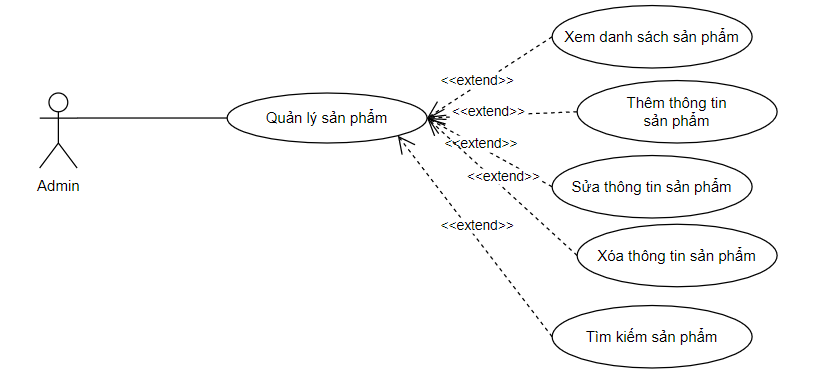 Xem danh sách sản phẩm
<<extend>>
Thêm thông tin
sản phẩm
<<extend>>
Quản lý sản phẩm
<<extend>>
<<extend>>
Admin
Sửa thông tin sản phẩm
<<extend>>
Xóa thông tin sản phẩm
Tìm kiếm sản phẩm